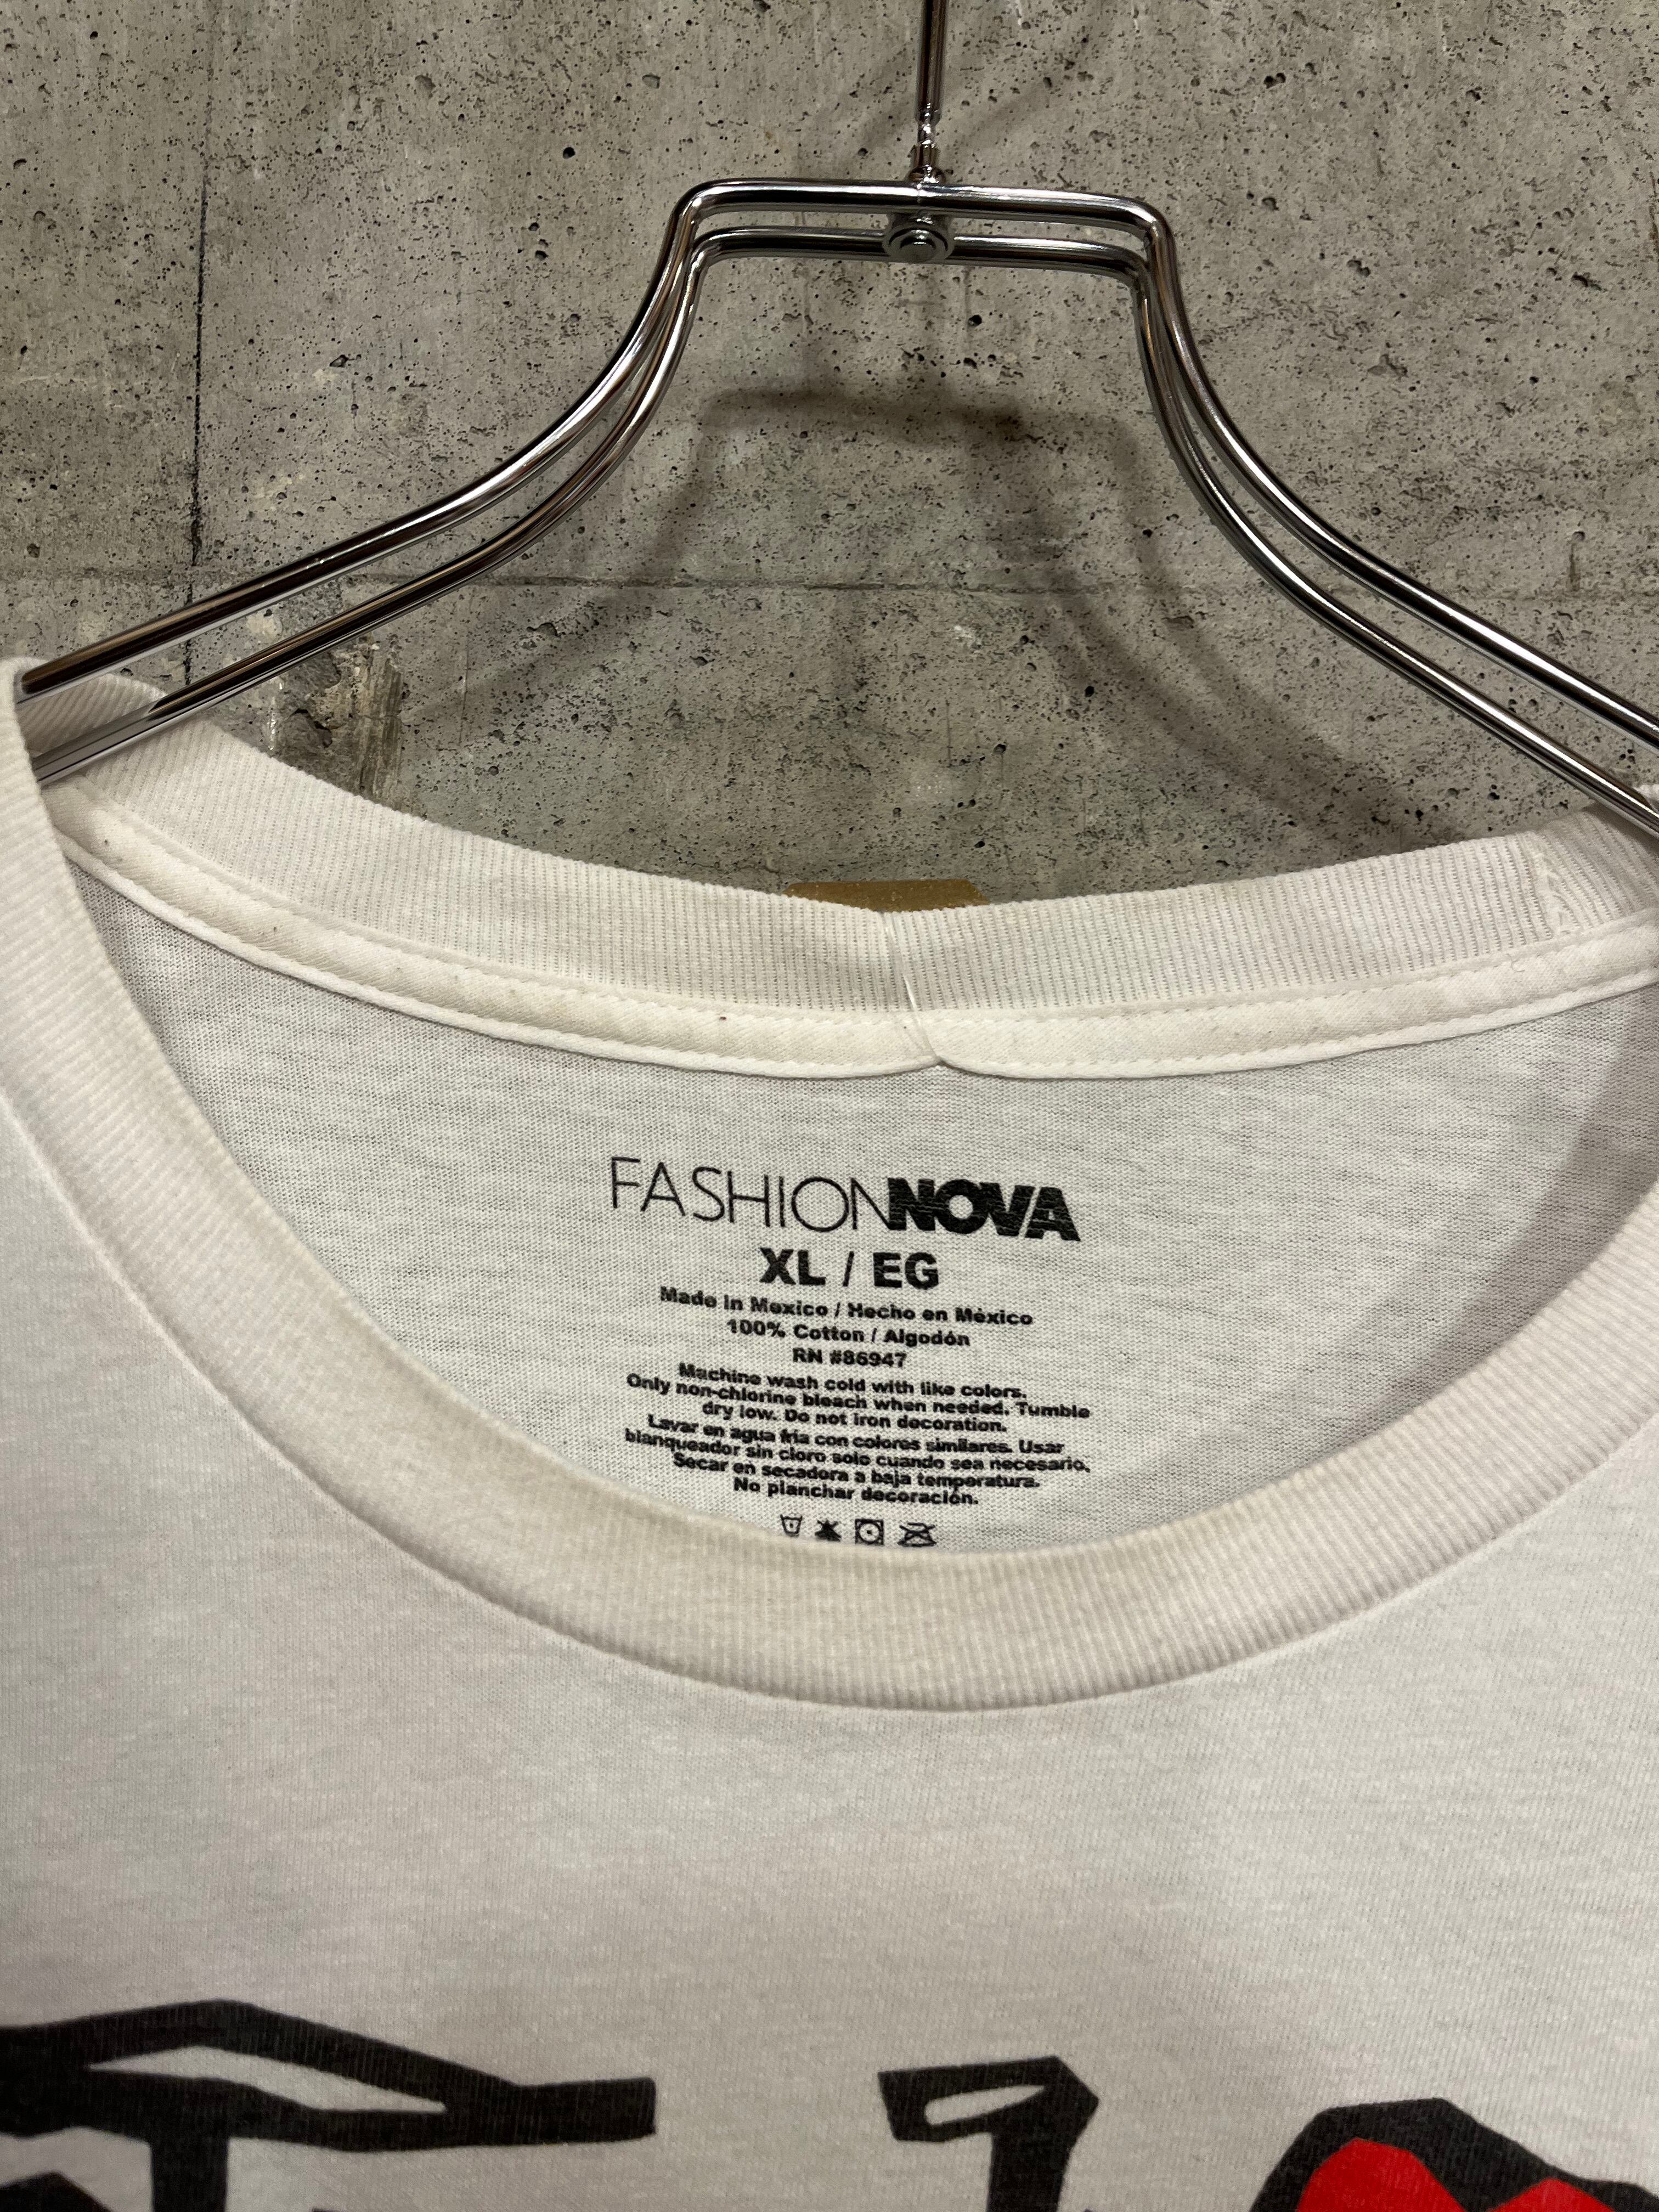 FASHIONNOVA
XL / EG
Made in Mexico / Hecho en México
100% Cotton / Algodón
RN #86947
Machine wash cold with like colors.
Only non-chlorine bleach when needed. Tumble
dry low. Do not iron decoration.
Lavar en agua fria con colores similares. Usar
blanqueador sin cloro solo cuando sea necesario.
Secar en secadora a baja temperatura.
No planchar decoración.